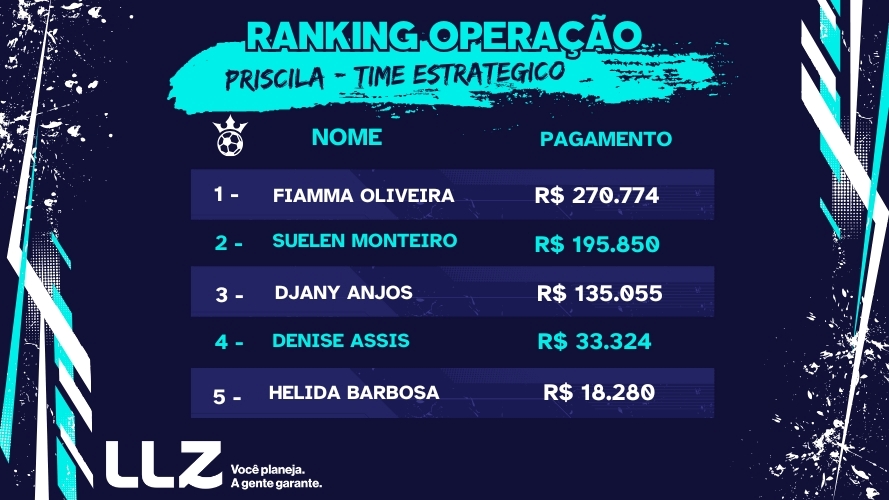 RANKING OPERAÇÃO
PRISCILA - TIME ESTRATEGICO
NOME PAGAMENTO
1 - FIAMMA OLIVEIRA R$ 270.774
2 - SUELEN MONTEIRO R$ 195.850
3 - DJANY ANJOS R$ 135.055
4 - DENISE ASSIS R$ 33.324
5 - HELIDA BARBOSA R$ 18.280
LLZ
Você planeja.
A gente garante.